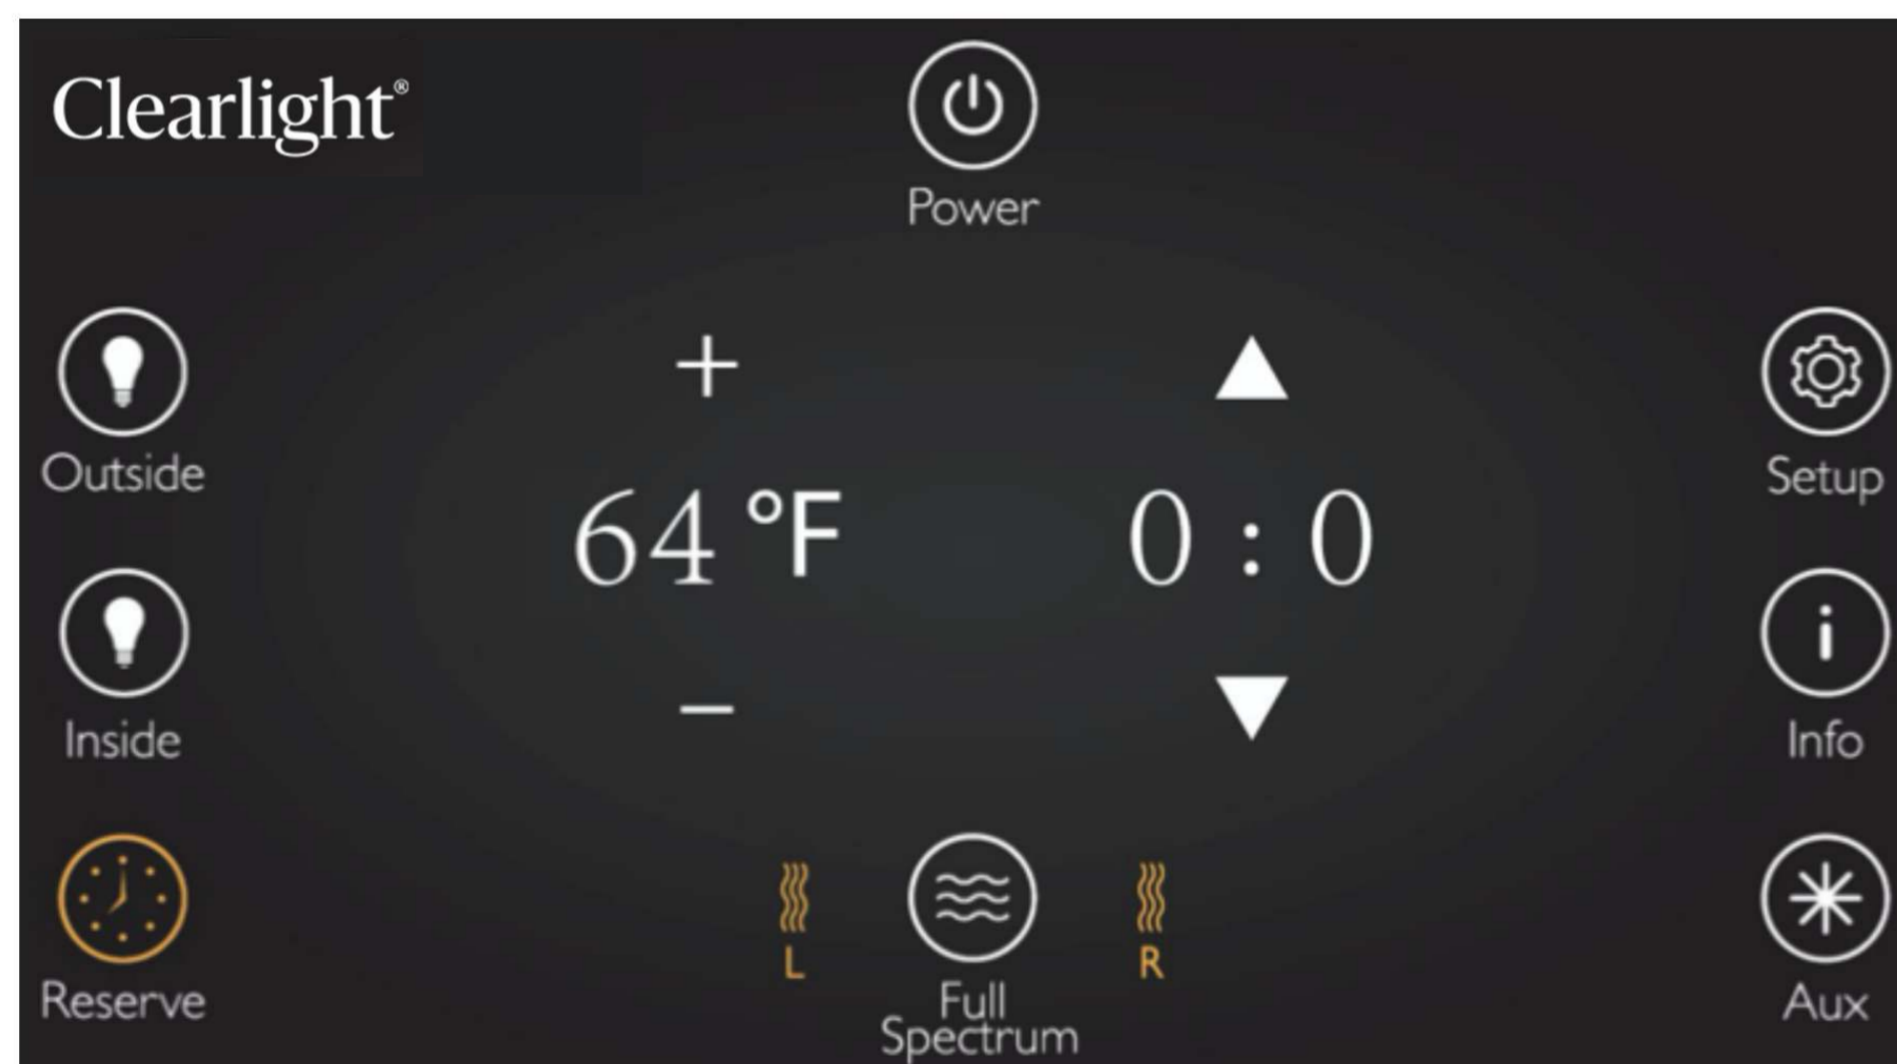 Clearlight®
Power
+
▲
Outside
Setup
64 °F
0 : 0
Inside
Info
–
▼
L
R
Reserve
Full
Spectrum
Aux